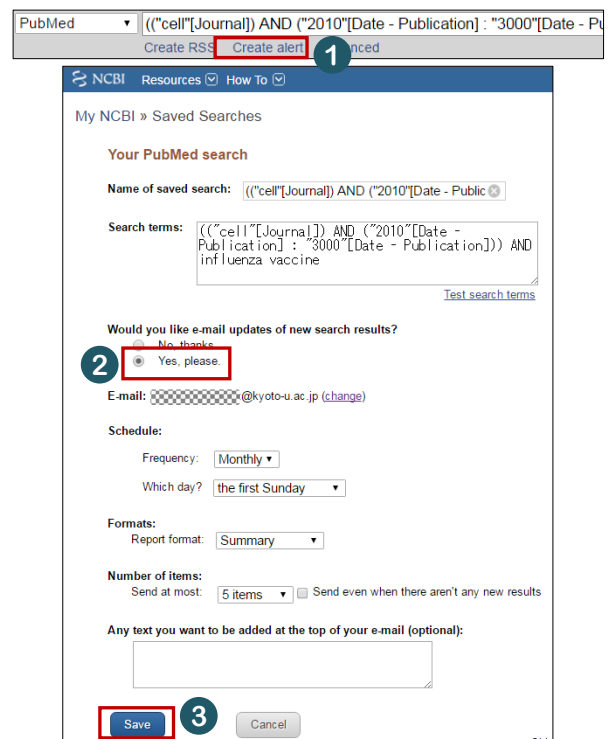 PubMed (("cell"[Journal]) AND ("2010"[Date - Publication] : "3000"[Date - Pu
Create RSS Create alert 1 nced
NCBI Resources How To
My NCBI » Saved Searches
Your PubMed search
Name of saved search: (("cell"[Journal]) AND ("2010"[Date - Public
Search terms: (("cell"[Journal]) AND ("2010"[Date -
Publication] : "3000"[Date - Publication])) AND
influenza vaccine
Test search terms
Would you like e-mail updates of new search results?
No, thanks.
2 Yes, please.
E-mail: @kyoto-u.ac.jp (change)
Schedule:
Frequency: Monthly
Which day? the first Sunday
Formats:
Report format: Summary
Number of items:
Send at most: 5 items Send even when there aren't any new results
Any text you want to be added at the top of your e-mail (optional):
Save 3 Cancel